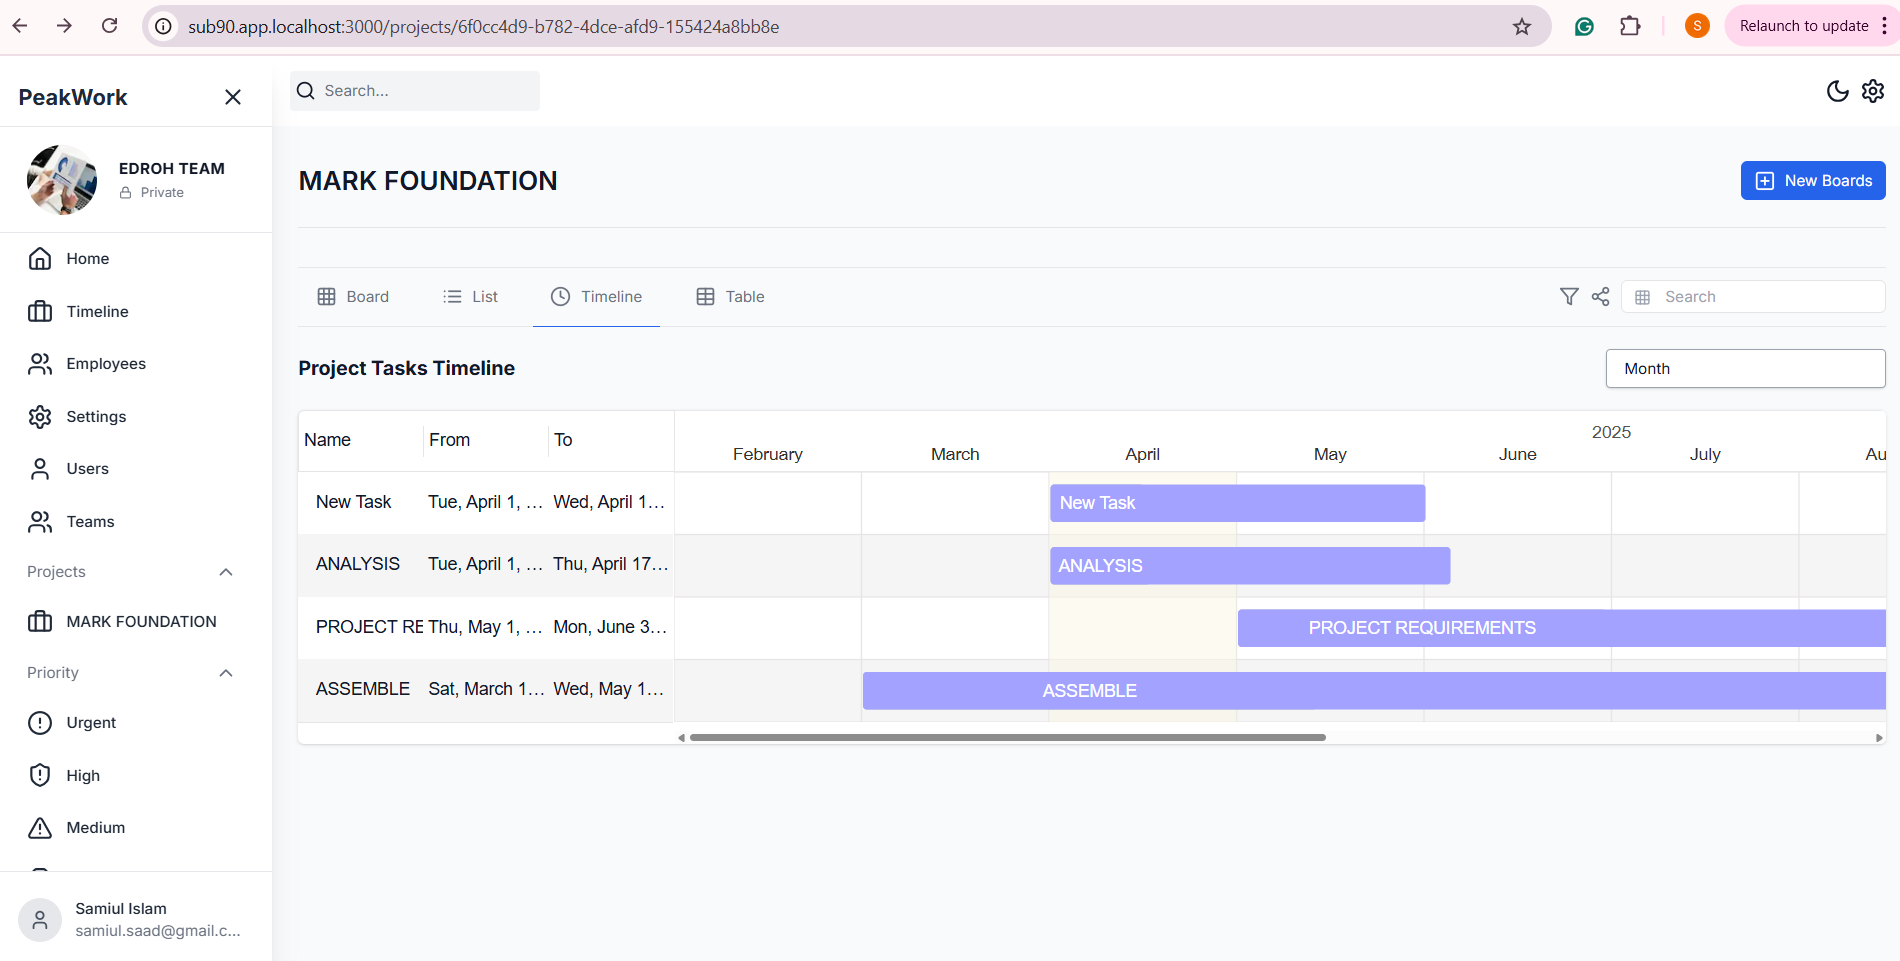 sub90.app.localhost:3000/projects/6f0cc4d9-b782-4dce-afd9-155424a8bb8e
S
Relaunch to update
PeakWork
Search...
EDROH TEAM
Private
MARK FOUNDATION
New Boards
Home
Timeline
Employees
Settings
Users
Teams
Projects
MARK FOUNDATION
Priority
Urgent
High
Medium
Samiul Islam
samiul.saad@gmail.c...
Board
List
Timeline
Table
Search
Project Tasks Timeline
Month
Name From To
2025
February March April May June July Au
New Task Tue, April 1, ... Wed, April 1...
New Task
ANALYSIS Tue, April 1, ... Thu, April 17...
ANALYSIS
PROJECT RE Thu, May 1, ... Mon, June 3...
PROJECT REQUIREMENTS
ASSEMBLE Sat, March 1... Wed, May 1...
ASSEMBLE